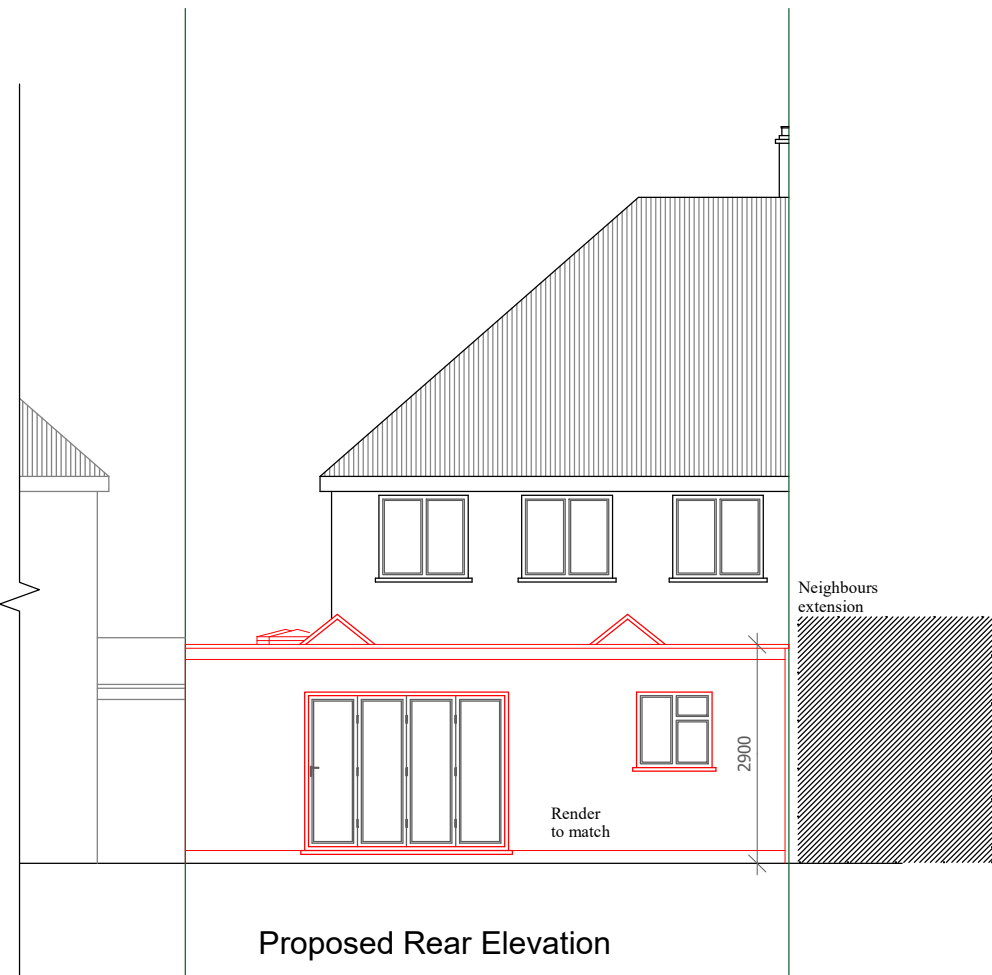 Neighbours
extension
2900
Render
to match
Proposed Rear Elevation